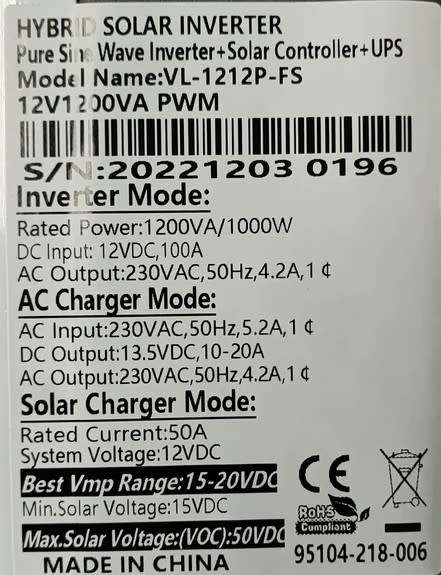 HYBRID SOLAR INVERTER
Pure Sine Wave Inverter+Solar Controller+UPS
Model Name:VL-1212P-FS
12V1200VA PWM
S/N:20221203 0196
Inverter Mode:
Rated Power:1200VA/1000W
DC Input: 12VDC,100A
AC Output:230VAC,50Hz,4.2A,1 ¢
AC Charger Mode:
AC Input:230VAC,50Hz,5.2A,1 ¢
DC Output:13.5VDC,10-20A
AC Output:230VAC,50Hz,4.2A,1 ¢
Solar Charger Mode:
Rated Current:50A
System Voltage:12VDC
Best Vmp Range:15-20VDC
Min.Solar Voltage:15VDC
Max.Solar Voltage:(VOC):50VDC
CE
RoHS
Compliant
MADE IN CHINA
95104-218-006